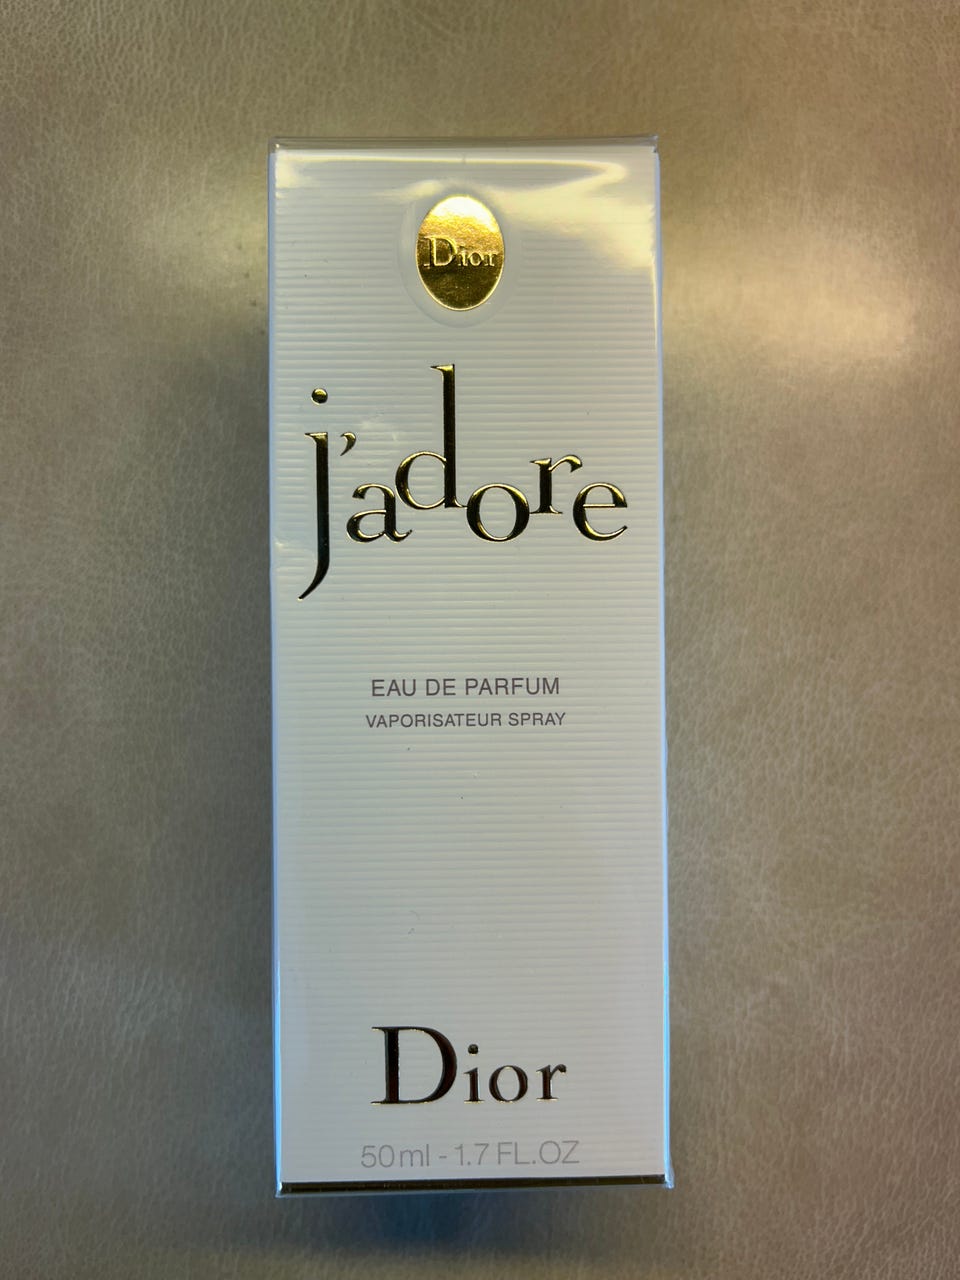 Dior
j'adore
EAU DE PARFUM
VAPORISATEUR SPRAY
Dior
50ml - 1.7 FL.OZ